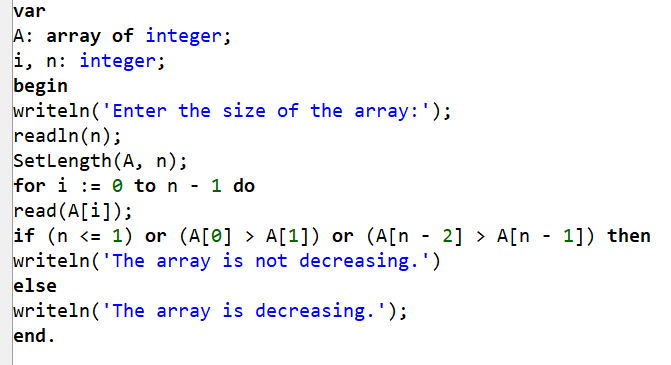 var
A: array of integer;
i, n: integer;
begin
writeln('Enter the size of the array:');
readln(n);
SetLength(A, n);
for i := 0 to n - 1 do
read(A[i]);
if (n <= 1) or (A[0] > A[1]) or (A[n - 2] > A[n - 1]) then
writeln('The array is not decreasing.')
else
writeln('The array is decreasing.');
end.